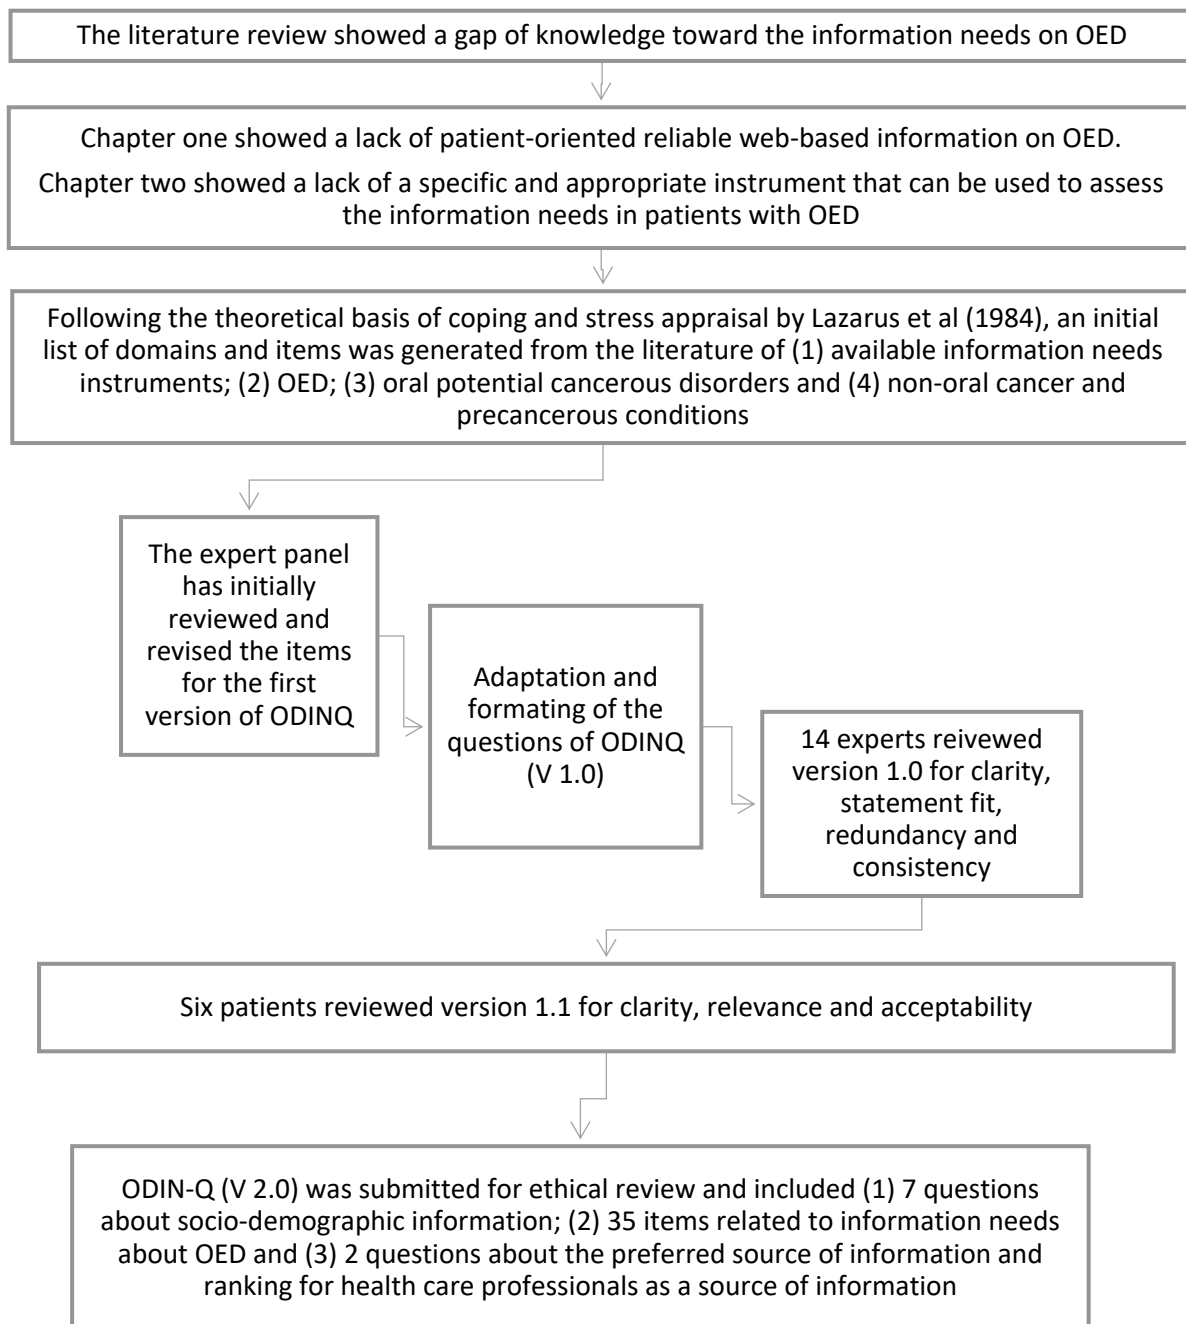 The literature review showed a gap of knowledge toward the information needs on OED
Chapter one showed a lack of patient-oriented reliable web-based information on OED.
Chapter two showed a lack of a specific and appropriate instrument that can be used to assess
the information needs in patients with OED
Following the theoretical basis of coping and stress appraisal by Lazarus et al (1984), an initial
list of domains and items was generated from the literature of (1) available information needs
instruments; (2) OED; (3) oral potential cancerous disorders and (4) non-oral cancer and
precancerous conditions
The expert panel
has initially
reviewed and
revised the items
for the first
version of ODINQ
Adaptation and
formating of the
questions of ODINQ
(V 1.0)
14 experts reivewed
version 1.0 for clarity,
statement fit,
redundancy and
consistency
Six patients reviewed version 1.1 for clarity, relevance and acceptability
ODIN-Q (V 2.0) was submitted for ethical review and included (1) 7 questions
about socio-demographic information; (2) 35 items related to information needs
about OED and (3) 2 questions about the preferred source of information and
ranking for health care professionals as a source of information